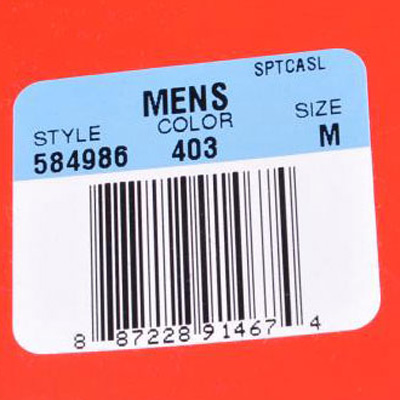 SPTCASL
MENS
STYLE COLOR SIZE
584986 403 M
8 87228 91467 4